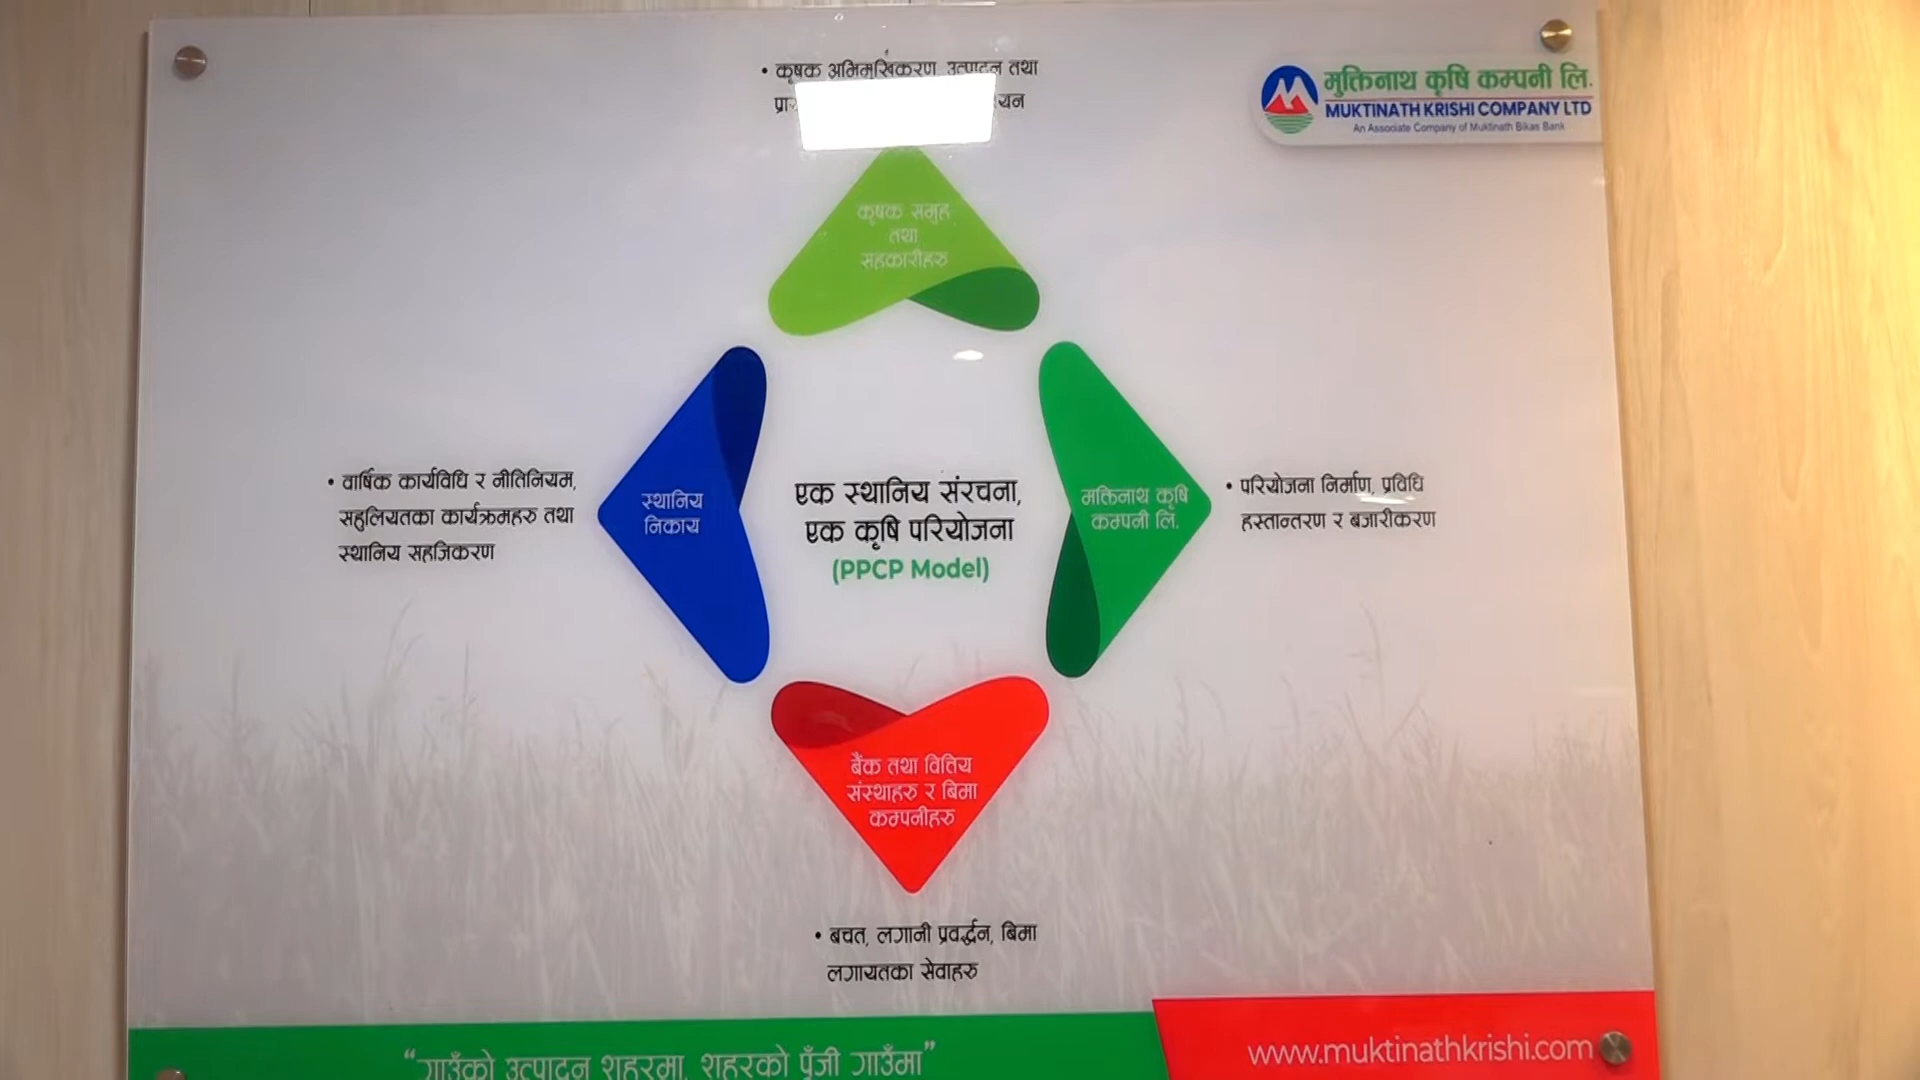 • कृषक अभिमुखिकरण, उत्पादन तथा
मुक्तिनाथ कृषि कम्पनी लि.
MUKTINATH KRISHI COMPANY LTD
An Associate Company of Muktinath Bikas Bank
कृषक समुह
तथा
सहकारीहरु
• वार्षिक कार्यविधि र नीतिनियम,
सहुलियतका कार्यक्रमहरु तथा
स्थानिय सहजिकरण
स्थानिय
निकाय
एक स्थानिय संरचना,
एक कृषि परियोजना
(PPCP Model)
मुक्तिनाथ कृषि
कम्पनी लि.
• परियोजना निर्माण, प्रविधि
हस्तान्तरण र बजारीकरण
बैंक तथा वित्तिय
संस्थाहरु र बिमा
कम्पनीहरु
• बचत, लगानी प्रवर्द्धन, बिमा
लगायतका सेवाहरु
“गाउँको उत्पादन शहरमा, शहरको पुँजी गाउँमा”
www.muktinathkrishi.com